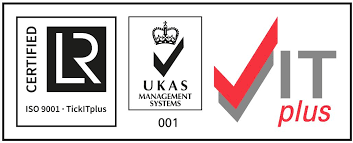 CERTIFIED
LR
ISO 9001 · TickITplus
UKAS
MANAGEMENT
SYSTEMS
001
IT
plus